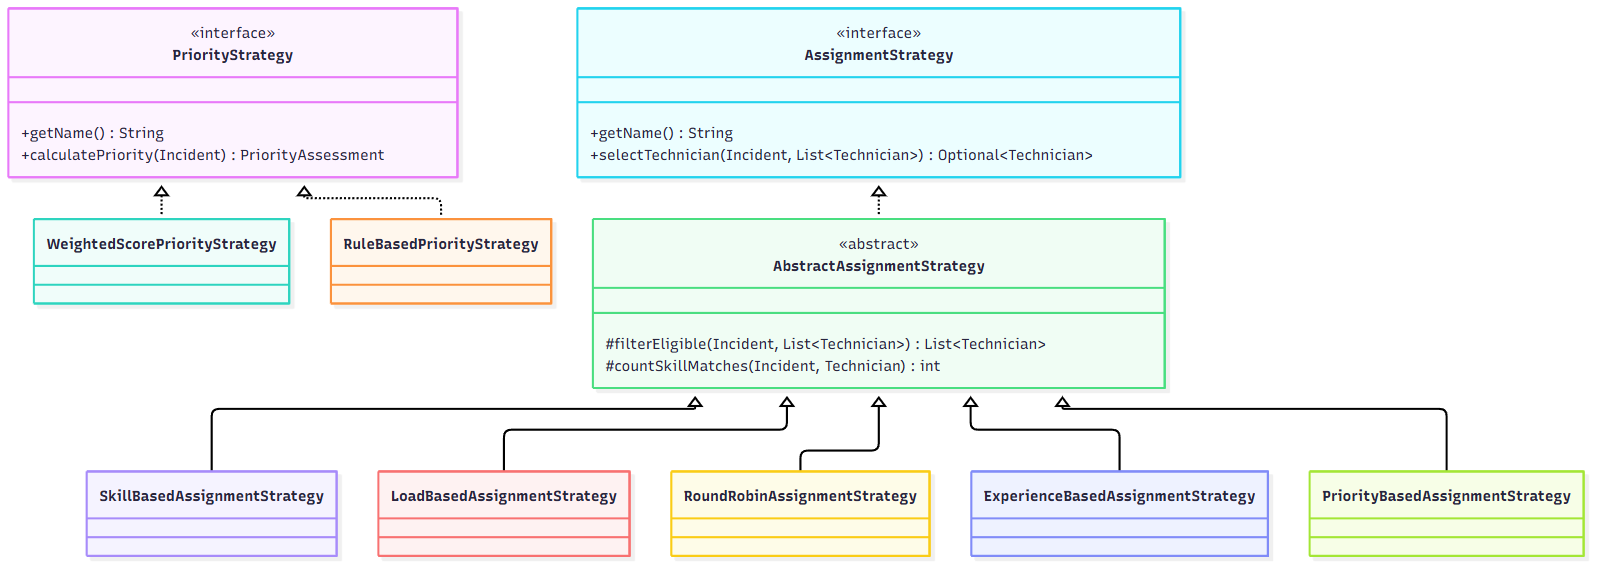 «interface»
PriorityStrategy
+getName() : String
+calculatePriority(Incident) : PriorityAssessment
«interface»
AssignmentStrategy
+getName() : String
+selectTechnician(Incident, List<Technician>) : Optional<Technician>
WeightedScorePriorityStrategy
RuleBasedPriorityStrategy
«abstract»
AbstractAssignmentStrategy
#filterEligible(Incident, List<Technician>) : List<Technician>
#countSkillMatches(Incident, Technician) : int
SkillBasedAssignmentStrategy
LoadBasedAssignmentStrategy
RoundRobinAssignmentStrategy
ExperienceBasedAssignmentStrategy
PriorityBasedAssignmentStrategy